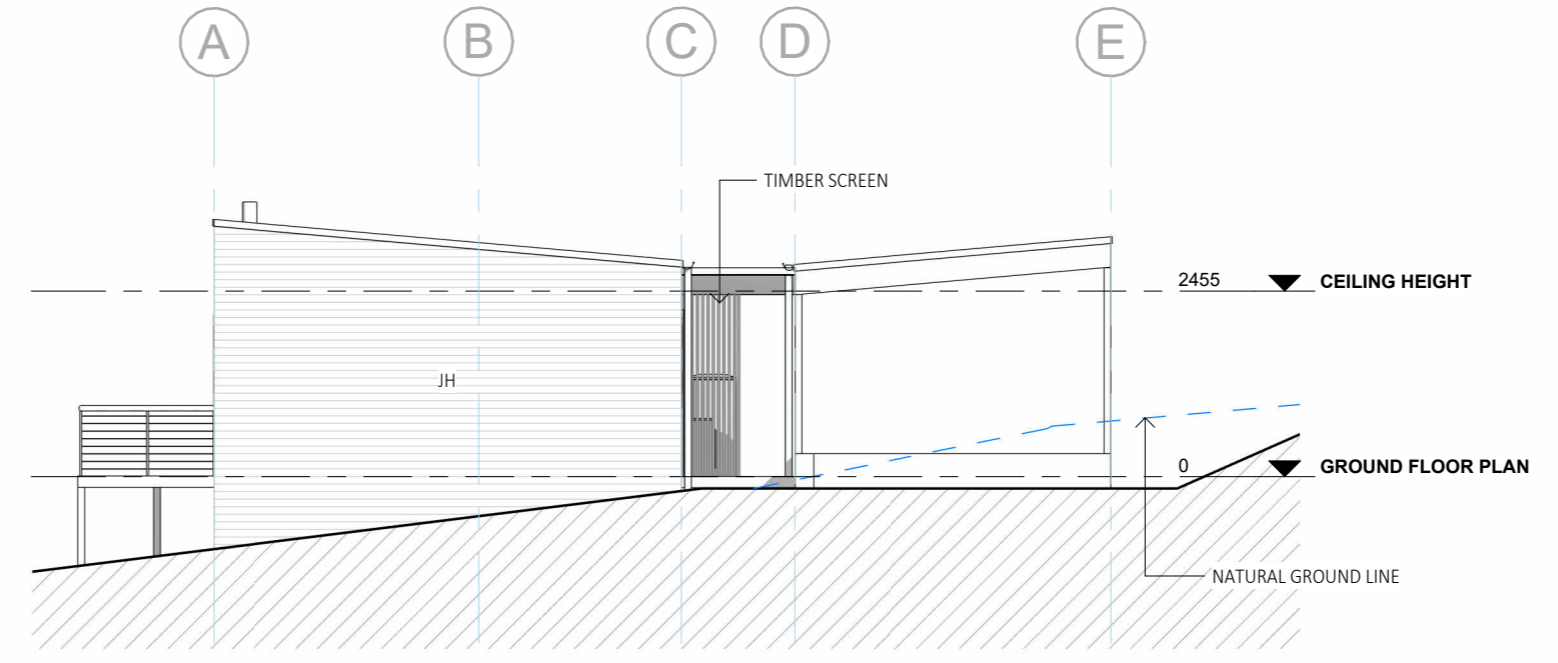 A
B
C
D
E
TIMBER SCREEN
2455
CEILING HEIGHT
JH
0
GROUND FLOOR PLAN
NATURAL GROUND LINE